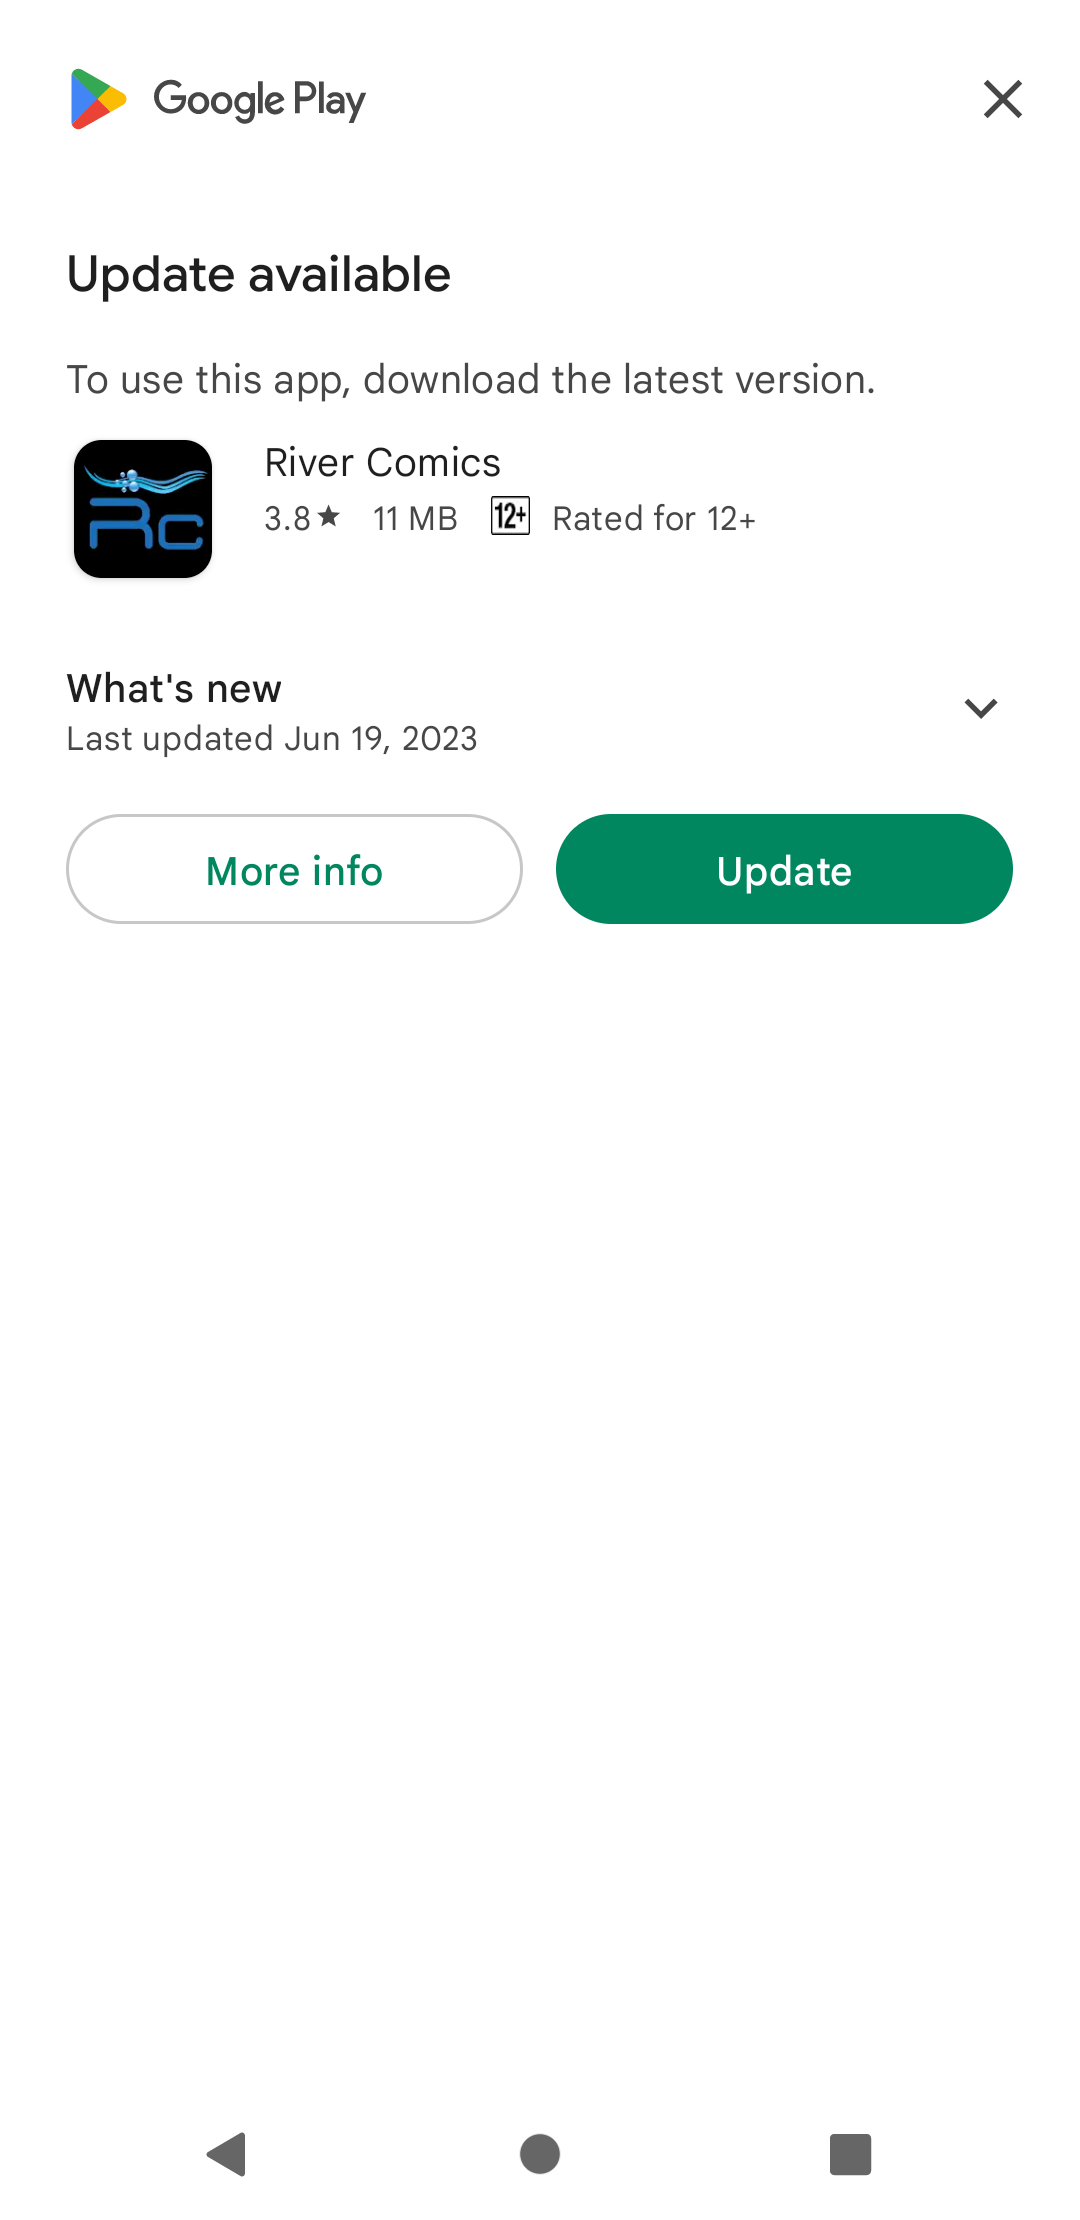 Google Play
Update available
To use this app, download the latest version.
Rc
River Comics
3.8★ 11 MB 12+ Rated for 12+
What's new
Last updated Jun 19, 2023
More info
Update